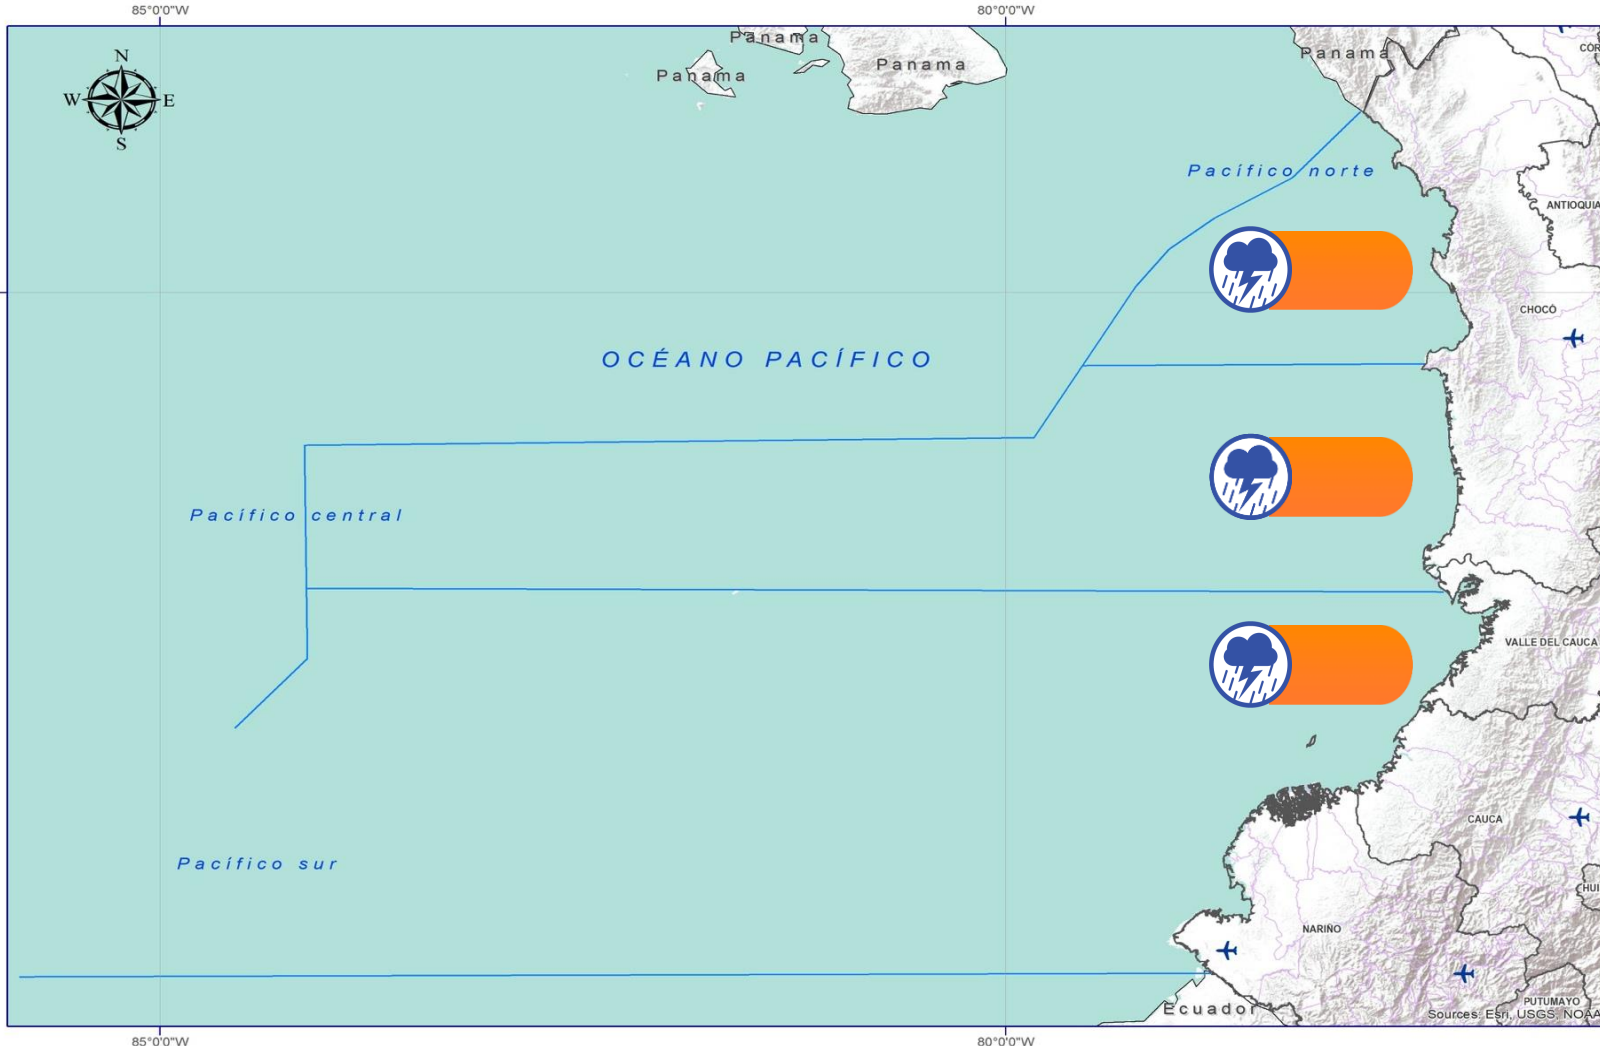 85°0'0"W
80°0'0"W
N
W
E
S
Panama
Panama
Panama
Panama
CÓR
Pacífico norte
ANTIOQUIA
CHOCÓ
OCÉANO PACÍFICO
Pacífico central
VALLE DEL CAUCA
CAUCA
Pacífico sur
HUI
NARIÑO
PUTUMAYO
Ecuador
Sources: Esri, USGS, NOAA
85°0'0"W
80°0'0"W